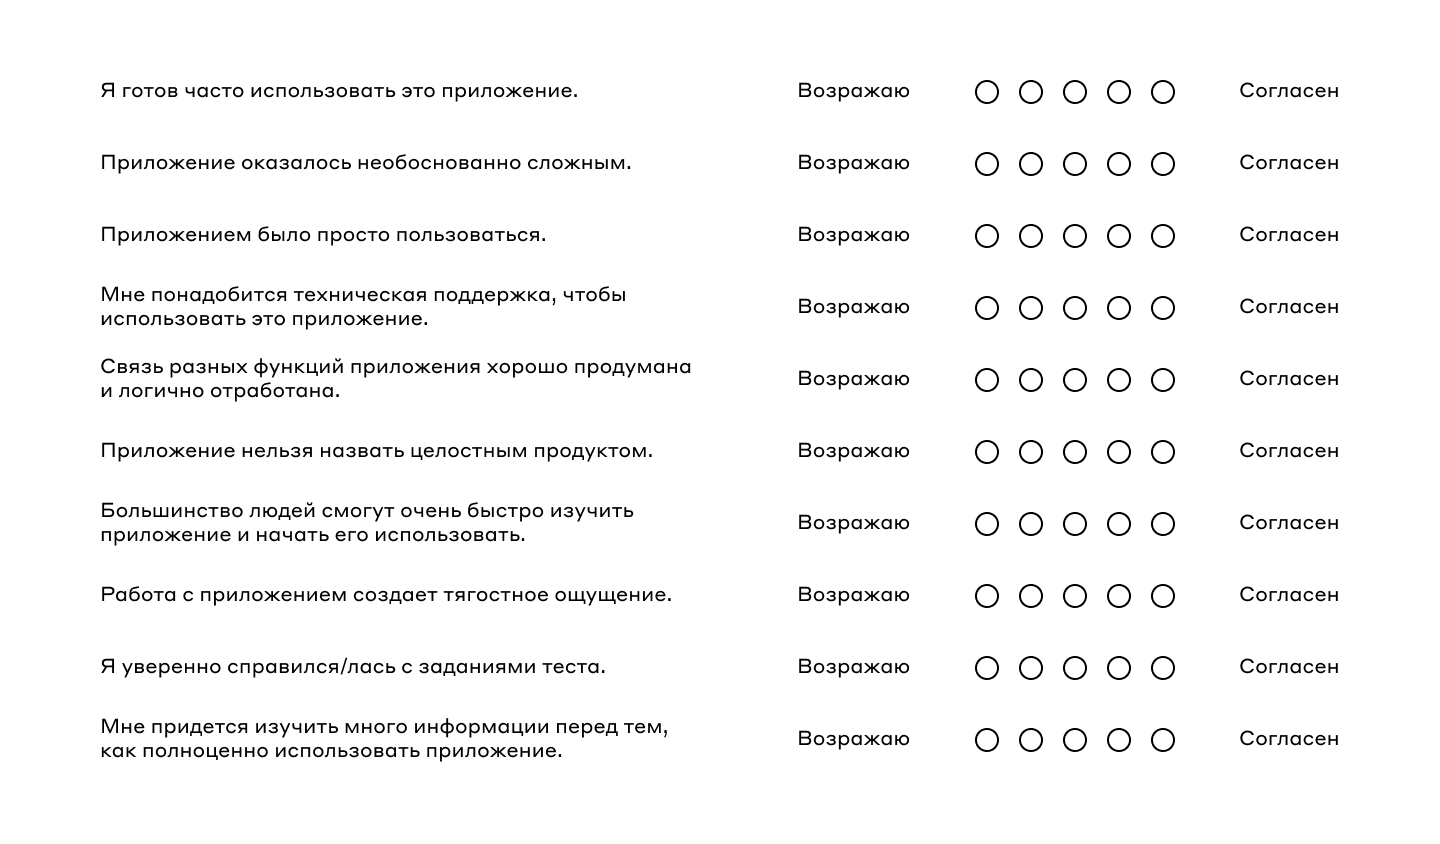 Я готов часто использовать это приложение. Возражаю Согласен
Приложение оказалось необоснованно сложным. Возражаю Согласен
Приложением было просто пользоваться. Возражаю Согласен
Мне понадобится техническая поддержка, чтобы
использовать это приложение. Возражаю Согласен
Связь разных функций приложения хорошо продумана
и логично отработана. Возражаю Согласен
Приложение нельзя назвать целостным продуктом. Возражаю Согласен
Большинство людей смогут очень быстро изучить
приложение и начать его использовать. Возражаю Согласен
Работа с приложением создает тягостное ощущение. Возражаю Согласен
Я уверенно справился/лась с заданиями теста. Возражаю Согласен
Мне придется изучить много информации перед тем,
как полноценно использовать приложение. Возражаю Согласен